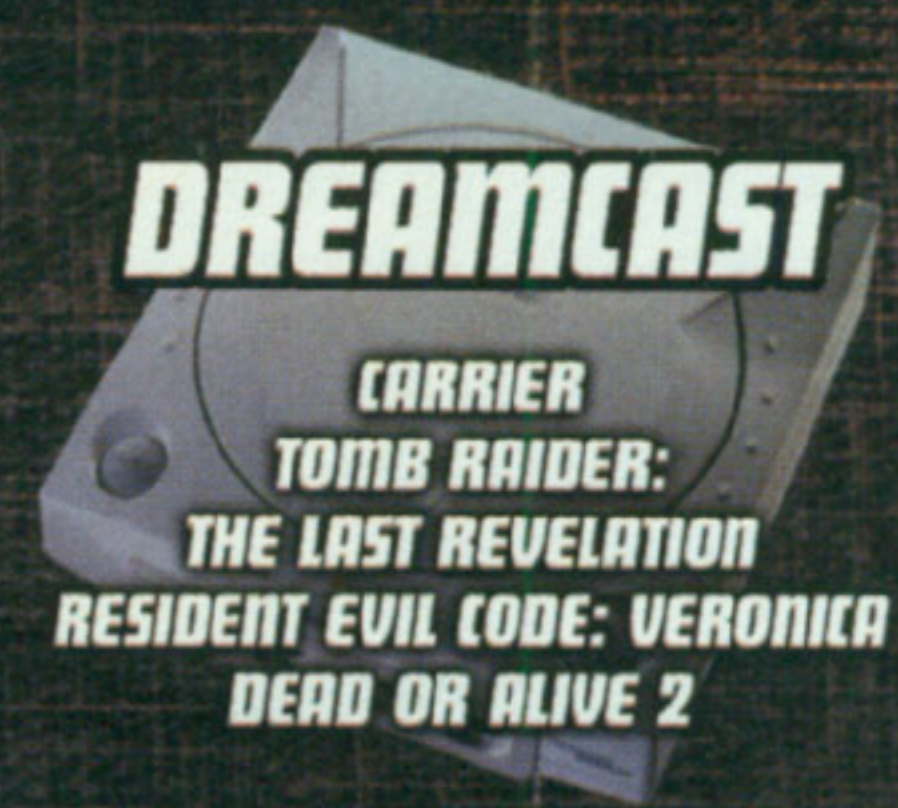 DREAMCAST
CARRIER
TOMB RAIDER:
THE LAST REVELATION
RESIDENT EVIL CODE: VERONICA
DEAD OR ALIVE 2